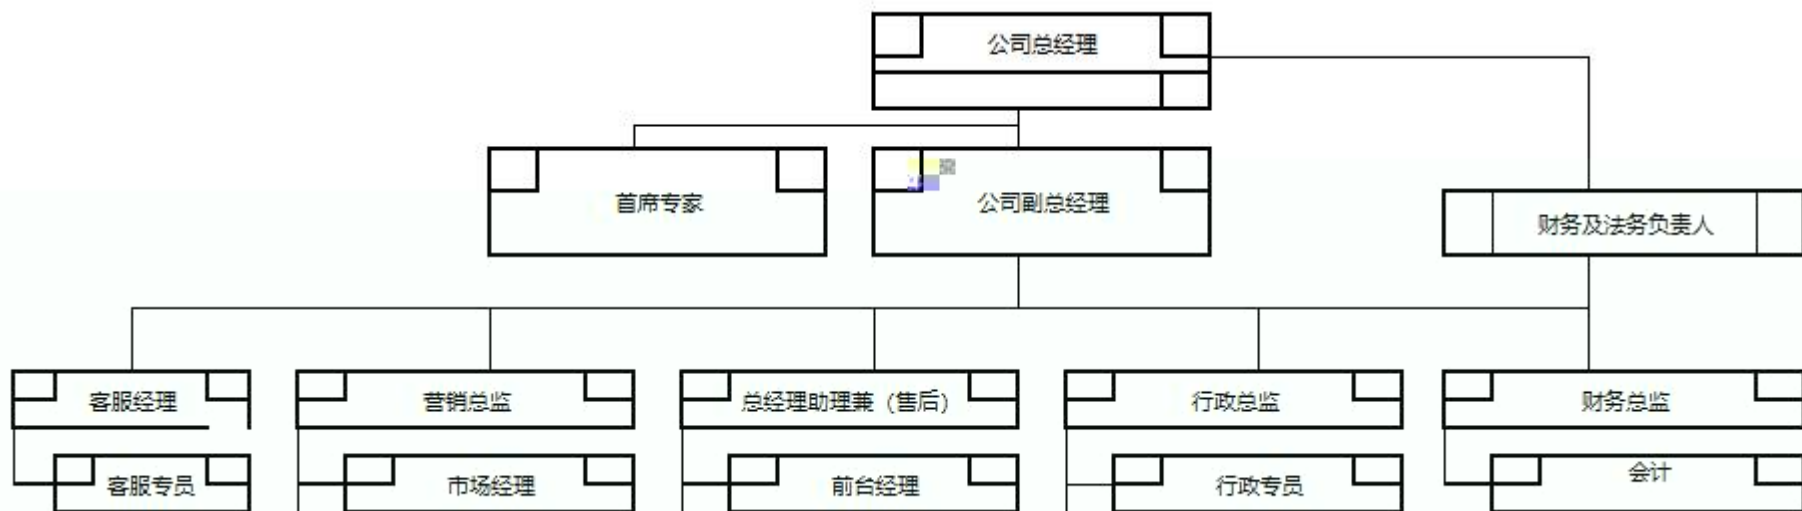 公司总经理
首席专家
公司副总经理
财务及法务负责人
客服经理
营销总监
总经理助理兼（售后）
行政总监
财务总监
客服专员
市场经理
前台经理
行政专员
会计